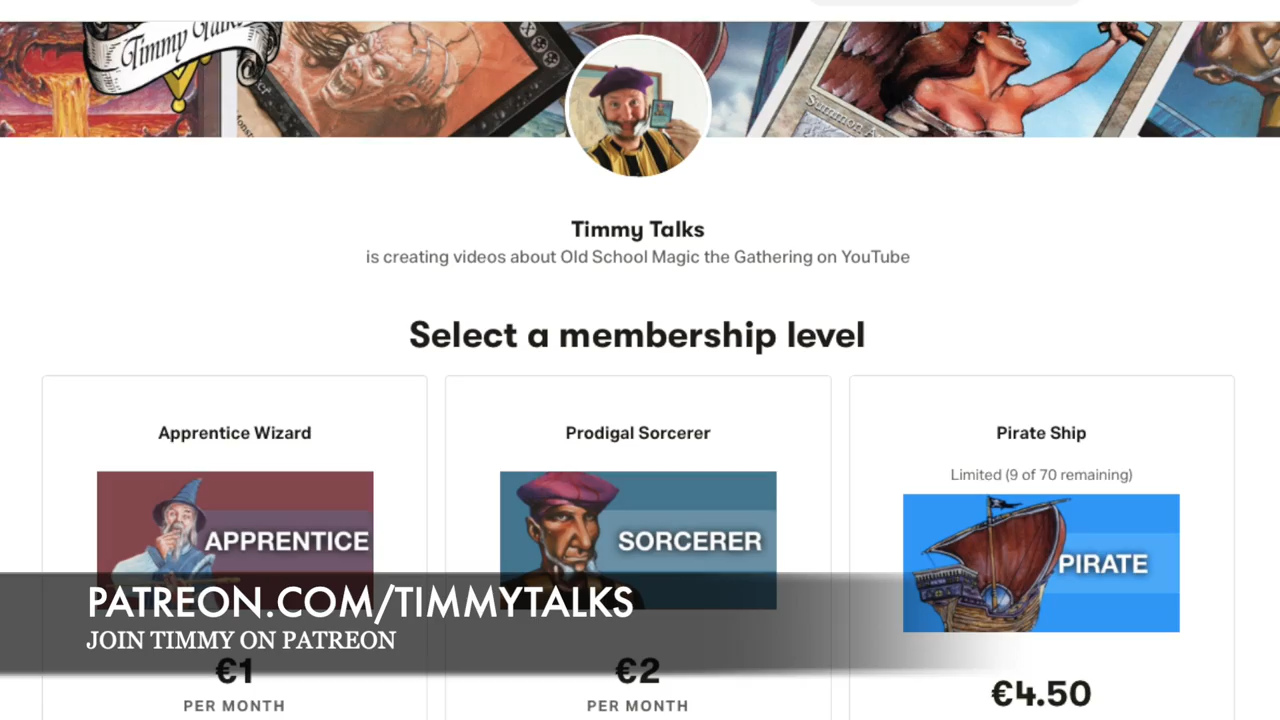 Timmy Talks
Summon A
Timmy Talks
is creating videos about Old School Magic the Gathering on YouTube
Select a membership level
Apprentice Wizard
Prodigal Sorcerer
Pirate Ship
Limited (9 of 70 remaining)
APPRENTICE
SORCERER
PIRATE
PATREON.COM/TIMMYTALKS
JOIN TIMMY ON PATREON
€1
€2
€4.50
PER MONTH
PER MONTH